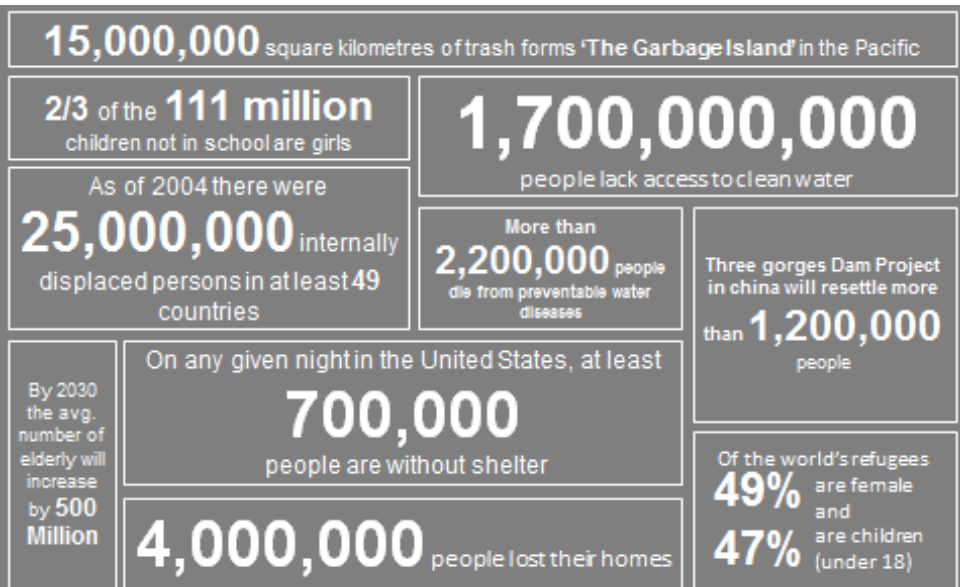 15,000,000 square kilometres of trash forms 'The Garbage Island' in the Pacific
2/3 of the 111 million
children not in school are girls
1,700,000,000
people lack access to clean water
As of 2004 there were
25,000,000 internally
displaced persons in at least 49
countries
More than
2,200,000 people
die from preventable water
diseases
Three gorges Dam Project
in china will resettle more
than 1,200,000
people
By 2030
the avg.
number of
elderly will
increase
by 500
Million
On any given night in the United States, at least
700,000
people are without shelter
4,000,000 people lost their homes
Of the world's refugees
49% are female
and
47% are children
(under 18)